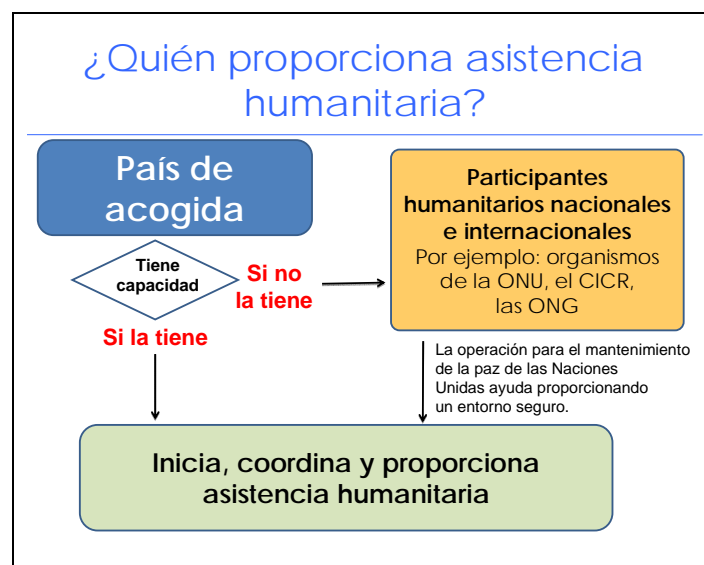 ¿Quién proporciona asistencia
humanitaria?
País de
acogida
Tiene
capacidad
Si no
la tiene
Si la tiene
Participantes
humanitarios nacionales
e internacionales
Por ejemplo: organismos
de la ONU, el CICR,
las ONG
La operación para el mantenimiento
de la paz de las Naciones
Unidas ayuda proporcionando
un entorno seguro.
Inicia, coordina y proporciona
asistencia humanitaria